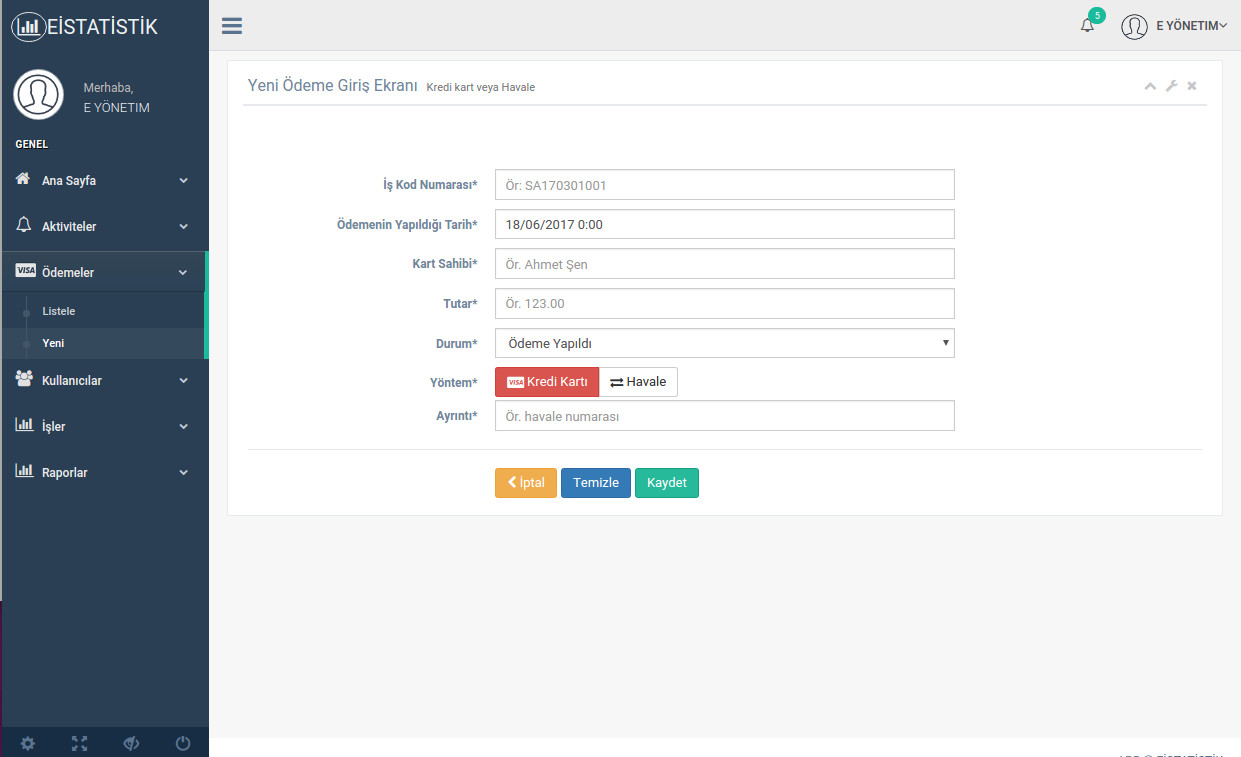 EİSTATİSTİK
5
E YÖNETIM
Merhaba,
E YÖNETIM
GENEL
Ana Sayfa
Aktiviteler
VISA Ödemeler
Listele
Yeni
Kullanıcılar
İşler
Raporlar
Yeni Ödeme Giriş Ekranı Kredi kart veya Havale
İş Kod Numarası* Ör: SA170301001
Ödemenin Yapıldığı Tarih* 18/06/2017 0:00
Kart Sahibi* Ör. Ahmet Şen
Tutar* Ör. 123.00
Durum* Ödeme Yapıldı
Yöntem* VISA Kredi Kartı Havale
Ayrıntı* Ör. havale numarası
İptal Temizle Kaydet